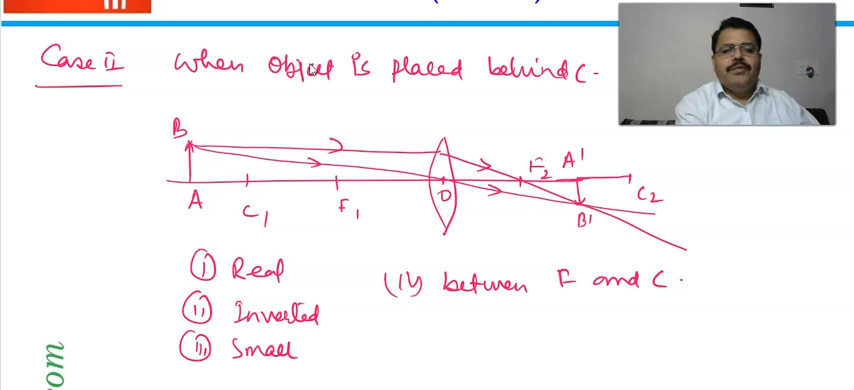 Case II When Object is placed behind C.
B
A C1 F1 O F2 A' C2
B'
(i) Real
(ii) Inverted
(iii) Small
(iv) between F and C.
om